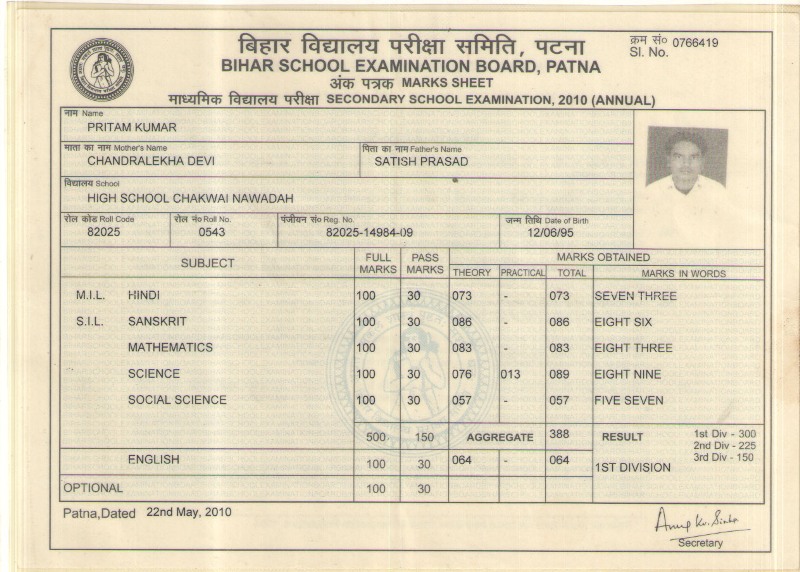 बिहार विद्यालय परीक्षा समिति, पटना
क्रम सं० 0766419
BIHAR SCHOOL EXAMINATION BOARD, PATNA
Sl. No.
अंक पत्रक MARKS SHEET
माध्यमिक विद्यालय परीक्षा SECONDARY SCHOOL EXAMINATION, 2010 (ANNUAL)
नाम Name
PRITAM KUMAR
माता का नाम Mother's Name पिता का नाम Father's Name
CHANDRALEKHA DEVI SATISH PRASAD
विद्यालय School
HIGH SCHOOL CHAKWAI NAWADAH
रोल कोड Roll Code रोल नं० Roll No. पंजीयन सं० Reg. No. जन्म तिथि Date of Birth
82025 0543 82025-14984-09 12/06/95
SUBJECT FULL MARKS PASS MARKS MARKS OBTAINED
THEORY PRACTICAL TOTAL MARKS IN WORDS
M.I.L. HINDI 100 30 073 - 073 SEVEN THREE
S.I.L. SANSKRIT 100 30 086 - 086 EIGHT SIX
MATHEMATICS 100 30 083 - 083 EIGHT THREE
SCIENCE 100 30 076 013 089 EIGHT NINE
SOCIAL SCIENCE 100 30 057 - 057 FIVE SEVEN
500 150 AGGREGATE 388 RESULT 1st Div - 300
2nd Div - 225
3rd Div - 150
ENGLISH 100 30 064 - 064 1ST DIVISION
OPTIONAL 100 30
Patna,Dated 22nd May, 2010
Secretary